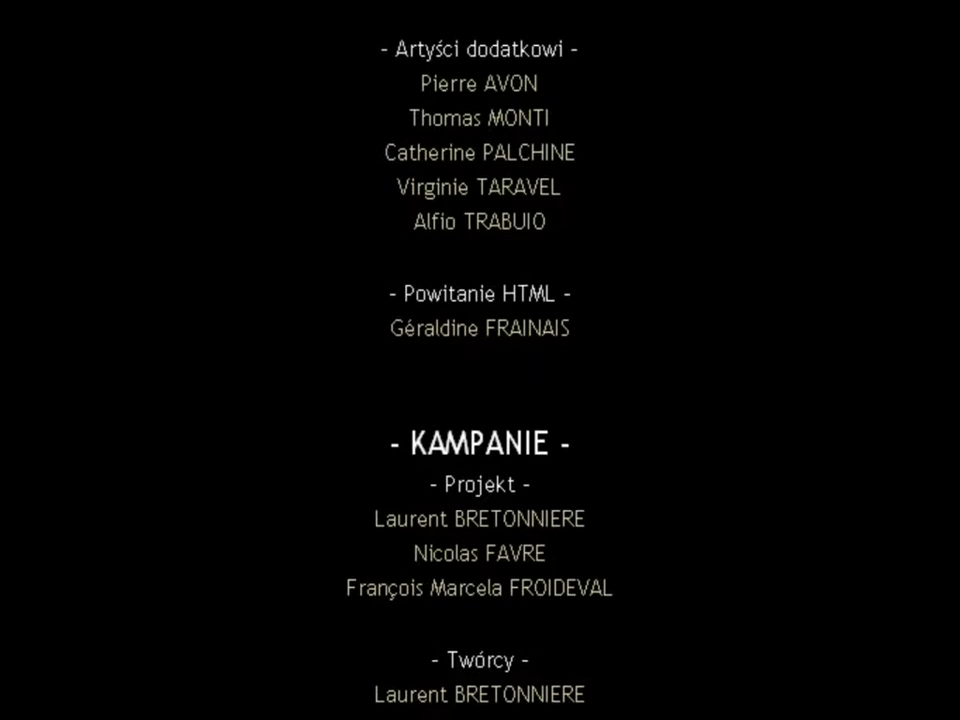 - Artyści dodatkowi -
Pierre AVON
Thomas MONTI
Catherine PALCHINE
Virginie TARAVEL
Alfio TRABUIO
- Powitanie HTML -
Géraldine FRAINAIS
- KAMPANIE -
- Projekt -
Laurent BRETONNIERE
Nicolas FAVRE
François Marcela FROIDEVAL
- Twórcy -
Laurent BRETONNIERE